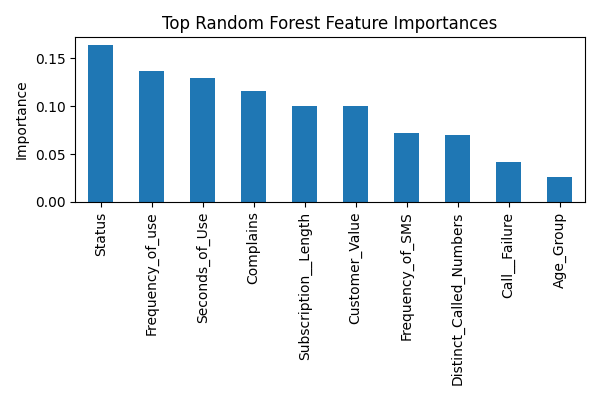 Top Random Forest Feature Importances
Importance
0.15
0.10
0.05
0.00
Status
Frequency_of_use
Seconds_of_Use
Complains
Subscription__Length
Customer_Value
Frequency_of_SMS
Distinct_Called_Numbers
Call__Failure
Age_Group